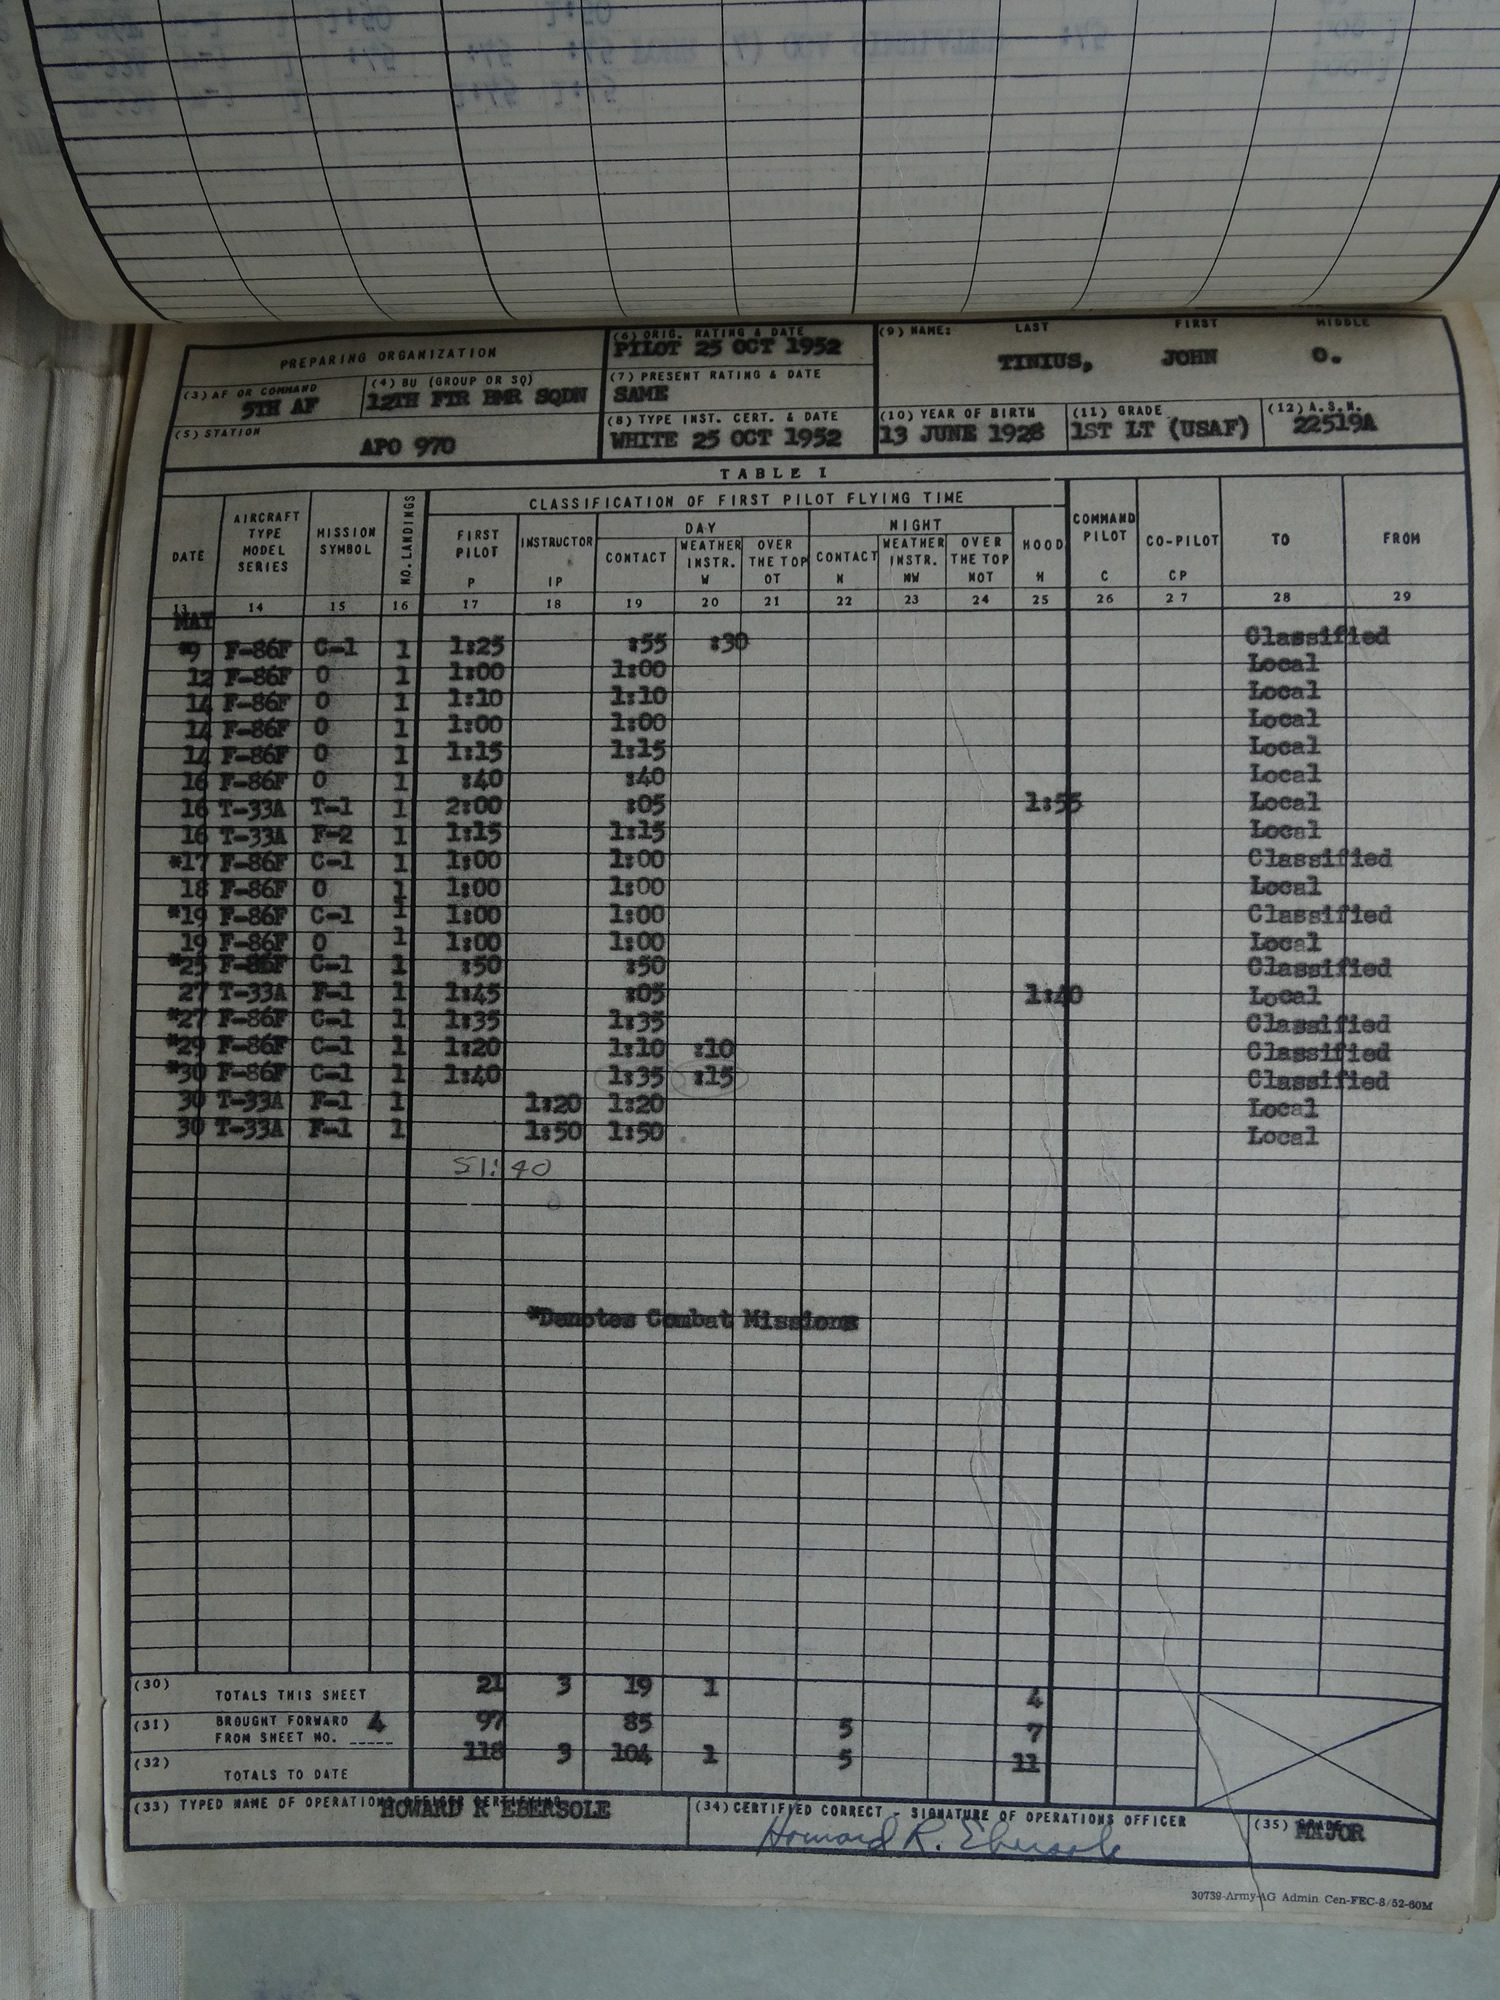 PREPARING ORGANIZATION
(3) AF OR COMMAND
5TH AF
(4) BU (GROUP OR SQ)
12TH FTR BMR SQDN
(5) STATION
APO 970
(6) ORIG. RATING & DATE
PILOT 25 OCT 1952
(7) PRESENT RATING & DATE
SAME
(8) TYPE INST. CERT. & DATE
WHITE 25 OCT 1952
(9) NAME: LAST FIRST MIDDLE
TINIUS, JOHN O.
(10) YEAR OF BIRTH
13 JUNE 1928
(11) GRADE
1ST LT (USAF)
(12) A.S.N.
22519A
TABLE I
CLASSIFICATION OF FIRST PILOT FLYING TIME
DATE
AIRCRAFT TYPE MODEL SERIES
MISSION SYMBOL
NO. LANDINGS
FIRST PILOT P
INSTRUCTOR IP
DAY
CONTACT
WEATHER INSTR. W
OVER THE TOP OT
NIGHT
CONTACT N
WEATHER INSTR. NW
OVER THE TOP NOT
HOOD H
COMMAND PILOT C
CO-PILOT CP
TO
FROM
13 14 15 16 17 18 19 20 21 22 23 24 25 26 27 28 29
MAY
*9 F-86F C-1 1 1:25 :55 :30 Classified
12 F-86F O 1 1:00 1:00 Local
14 F-86F O 1 1:10 1:10 Local
14 F-86F O 1 1:00 1:00 Local
14 F-86F O 1 1:15 1:15 Local
16 F-86F O 1 :40 :40 Local
16 T-33A T-1 1 2:00 :05 1:55 Local
16 T-33A F-2 1 1:15 1:15 Local
*17 F-86F C-1 1 1:00 1:00 Classified
18 F-86F O 1 1:00 1:00 Local
*19 F-86F C-1 1 1:00 1:00 Classified
19 F-86F O 1 1:00 1:00 Local
*25 F-86F C-1 1 :50 :50 Classified
27 T-33A F-1 1 1:45 :05 1:40 Local
*27 F-86F C-1 1 1:35 1:35 Classified
*29 F-86F C-1 1 1:20 1:10 :10 Classified
*30 F-86F C-1 1 1:40 1:35 :15 Classified
30 T-33A F-1 1 1:20 1:20 Local
30 T-33A F-1 1 1:50 1:50 Local
51:40
*Denotes Combat Missions
(30) TOTALS THIS SHEET 21 3 19 1 4
(31) BROUGHT FORWARD FROM SHEET NO. 4 97 85 5 7
(32) TOTALS TO DATE 118 3 104 1 5 11
(33) TYPED NAME OF OPERATIONS OFFICER CERTIFYING
HOWARD R EBERSOLE
(34) CERTIFIED CORRECT - SIGNATURE OF OPERATIONS OFFICER
Howard R. Ebersole
(35) GRADE
MAJOR
30739-Army-AG Admin Cen-FEC-8/52-60M